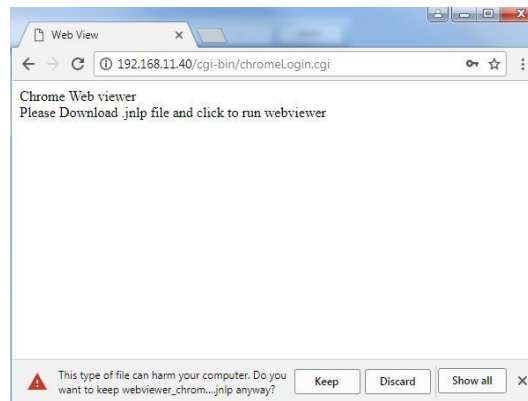 Web View
192.168.11.40/cgi-bin/chromeLogin.cgi
Chrome Web viewer
Please Download .jnlp file and click to run webviewer
This type of file can harm your computer. Do you
want to keep webviewer_chrom....jnlp anyway?
Keep
Discard
Show all